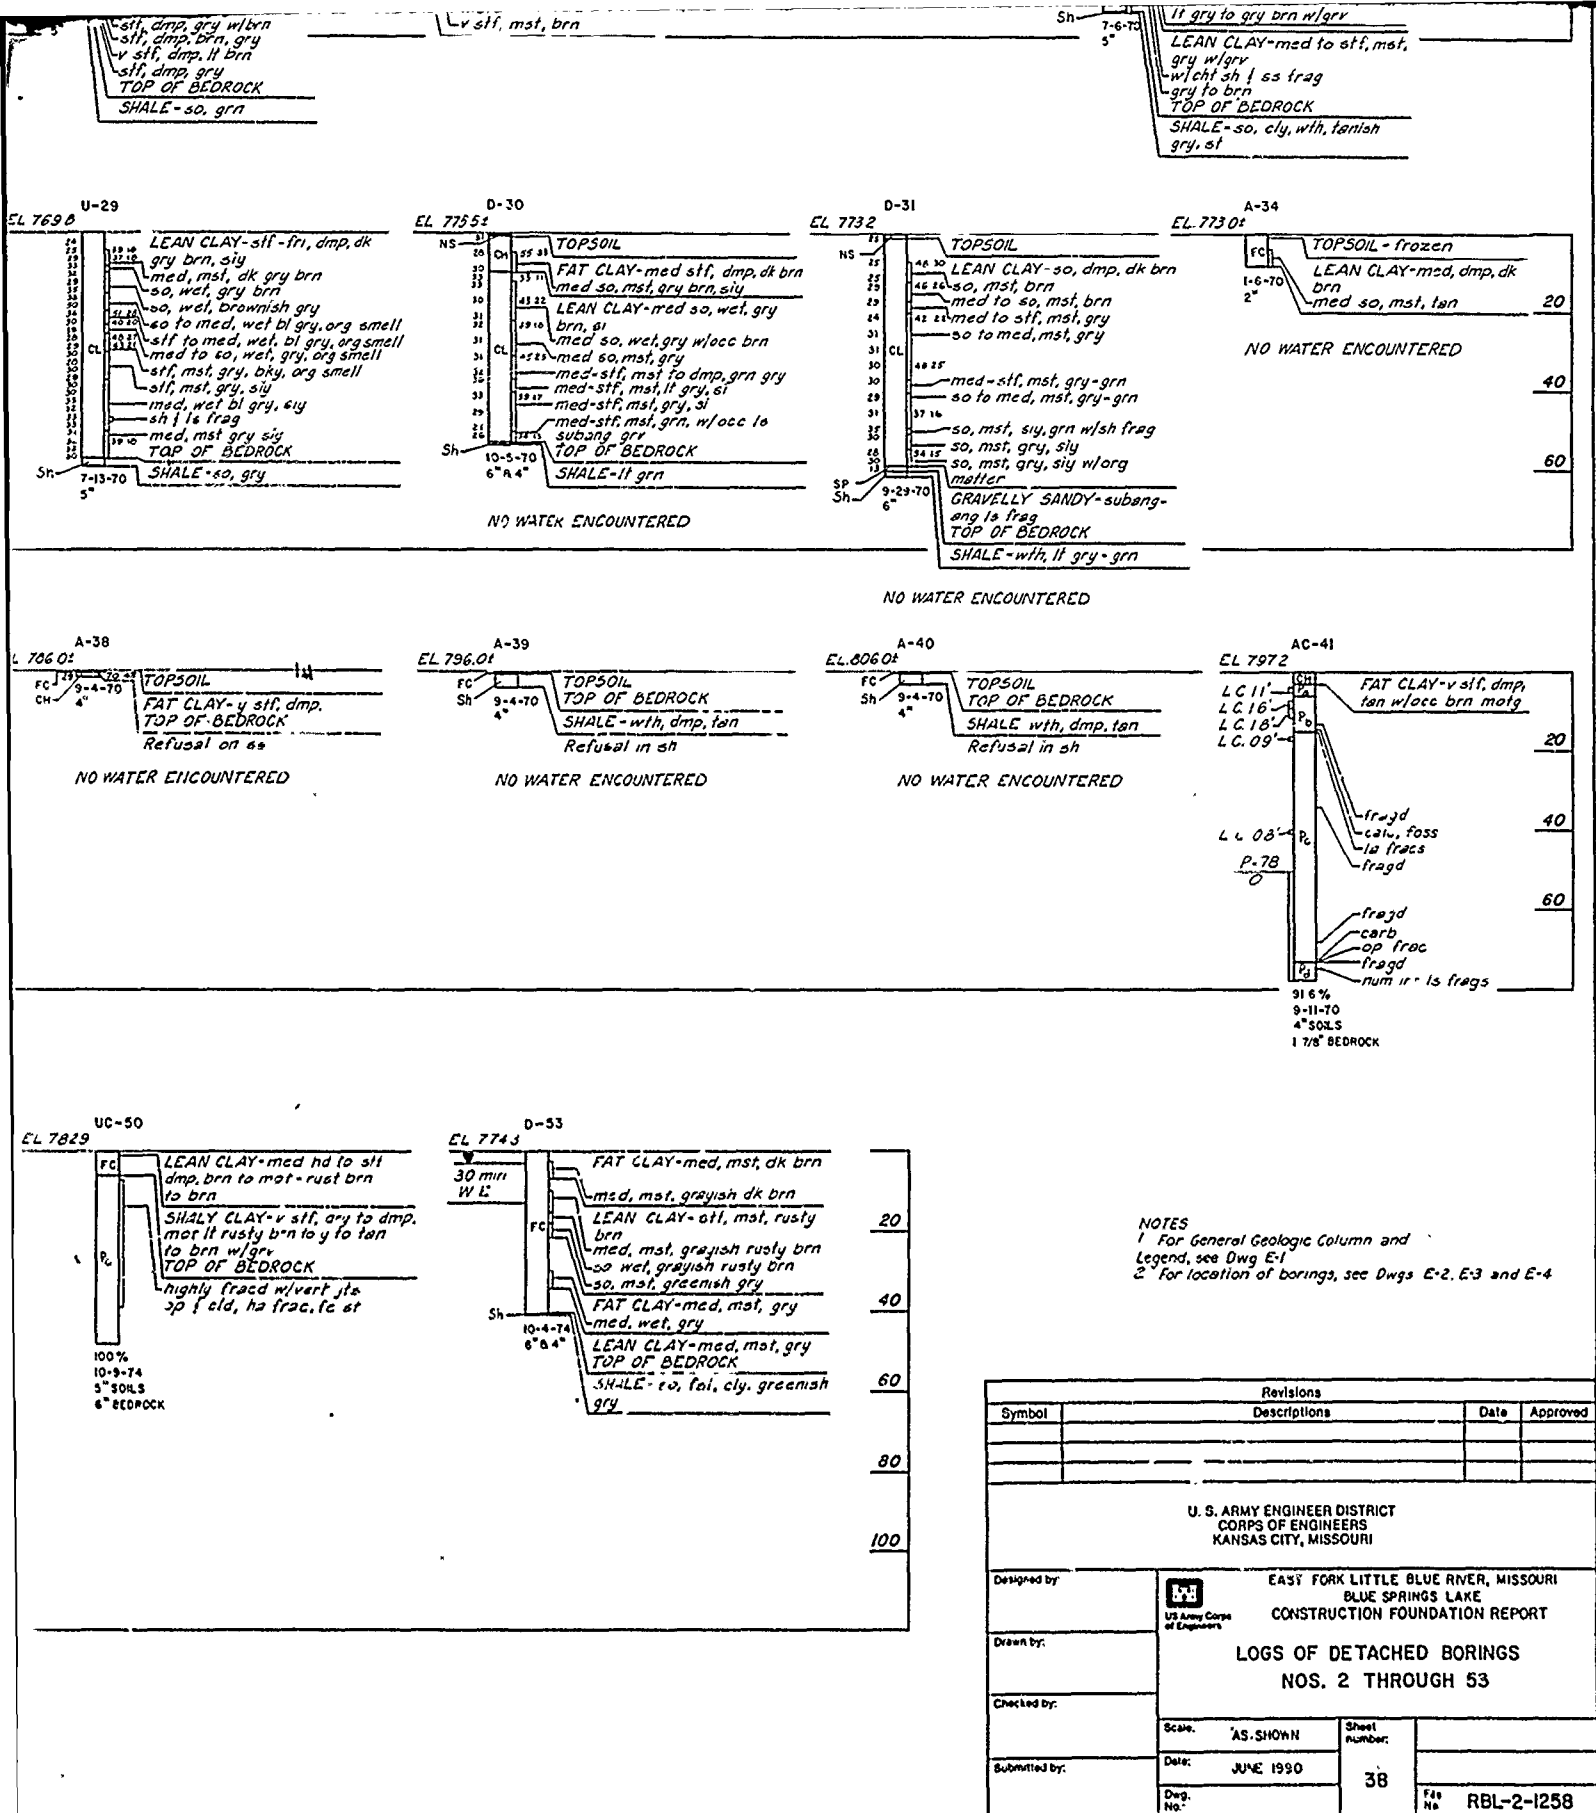 stf, dmp, gry w/brn
stf, dmp, brn, gry
v stf, dmp, lt brn
stf, dmp, gry
TOP OF BEDROCK
SHALE-so, grn
v stf, mst, brn
Sh
7-6-70
5"
lt gry to gry brn w/grv
LEAN CLAY-med to stf, mst,
gry w/grv
w/cht sh & ss frag
gry to brn
TOP OF BEDROCK
SHALE-so, cly, wth, tanish
gry, st
U-29
EL 769 8
LEAN CLAY-stf-fri, dmp, dk
gry brn, sly
med, mst, dk gry brn
so, wet, gry brn
so, wet, brownish gry
so to med, wet bl gry, org smell
stf to med, wet, bl gry, org smell
med to so, wet, gry, org smell
stf, mst, gry, bky, org smell
stf, mst, gry, sly
med, wet bl gry, sly
sh & ls frag
med, mst gry sly
TOP OF BEDROCK
SHALE-so, gry
CL
Sh
7-13-70
5"
D-30
EL 775 5±
NS
CH
TOPSOIL
FAT CLAY-med stf, dmp, dk brn
med so, mst, gry brn, sly
LEAN CLAY-med so, wet, gry
brn, si
med so, wet, gry w/occ brn
med so, mst, gry
med-stf, mst to dmp, grn gry
med-stf, mst, lt gry, si
med-stf, mst, gry, si
med-stf, mst, grn, w/occ ls
subang grv
TOP OF BEDROCK
SHALE-lt grn
CL
Sh
10-5-70
6" & 4"
NO WATER ENCOUNTERED
D-31
EL 773 2
NS
TOPSOIL
LEAN CLAY-so, dmp, dk brn
so, mst, brn
med to so, mst, brn
med to stf, mst, gry
so to med, mst, gry
med-stf, mst, gry-grn
so to med, mst, gry-grn
so, mst, sly, grn w/sh frag
so, mst, gry, sly
so, mst, gry, sly w/org
matter
GRAVELLY SANDY-subang-
ang ls frag
TOP OF BEDROCK
SHALE-wth, lt gry-grn
CL
SP
Sh
9-29-70
6"
NO WATER ENCOUNTERED
A-34
EL 773 0±
FC
TOPSOIL-frozen
LEAN CLAY-med, dmp, dk
brn
med so, mst, tan
1-6-70
2"
NO WATER ENCOUNTERED
20
40
60
A-38
L 786 0±
FC
CH
9-4-70
4"
TOPSOIL
FAT CLAY-v stf, dmp,
TOP OF BEDROCK
Refusal on ss
NO WATER ENCOUNTERED
A-39
EL 796.0±
FC
Sh
9-4-70
4"
TOPSOIL
TOP OF BEDROCK
SHALE-wth, dmp, tan
Refusal in sh
NO WATER ENCOUNTERED
A-40
EL. 806 0±
FC
Sh
9-4-70
4"
TOPSOIL
TOP OF BEDROCK
SHALE wth, dmp, tan
Refusal in sh
NO WATER ENCOUNTERED
AC-41
EL 797 2
CH
FAT CLAY-v stf, dmp,
tan w/occ brn motg
L C 11'
L C. 16'
L C. 18'
L C. 09'
L C 08'
P-78
0
Pa
Pb
Pc
Pd
fragd
calc, foss
ls fracs
fragd
fragd
carb
op frac
fragd
num irr ls frags
91 6%
9-11-70
4" SOILS
1 7/8" BEDROCK
20
40
60
UC-50
EL 782 9
FC
Pc
LEAN CLAY-med hd to stf
dmp, brn to mot-rust brn
to brn
SHALY CLAY-v stf, dry to dmp,
mot lt rusty brn to y to tan
to brn w/grv
TOP OF BEDROCK
highly fracd w/vert jts
op & cld, ha frac, fe st
100%
10-9-74
5" SOILS
6" BEDROCK
D-53
EL 774 3
30 min
W L
FC
Sh
10-4-74
6" & 4"
FAT CLAY-med, mst, dk brn
med, mst, grayish dk brn
LEAN CLAY-stf, mst, rusty
brn
med, mst, grayish rusty brn
so wet, grayish rusty brn
so, mst, greenish gry
FAT CLAY-med, mst, gry
med, wet, gry
LEAN CLAY-med, mst, gry
TOP OF BEDROCK
SHALE-so, fal, cly, greenish
gry
20
40
60
80
100
NOTES
1 For General Geologic Column and
Legend, see Dwg E-1
2 For location of borings, see Dwgs E-2, E-3 and E-4
Revisions
Symbol Descriptions Date Approved
U. S. ARMY ENGINEER DISTRICT
CORPS OF ENGINEERS
KANSAS CITY, MISSOURI
Designed by:
Drawn by:
Checked by:
Submitted by:
US Army Corps
of Engineers
EAST FORK LITTLE BLUE RIVER, MISSOURI
BLUE SPRINGS LAKE
CONSTRUCTION FOUNDATION REPORT
LOGS OF DETACHED BORINGS
NOS. 2 THROUGH 53
Scale: AS-SHOWN
Sheet
number:
38
Date: JUNE 1990
Dwg.
No.
File
No. RBL-2-1258